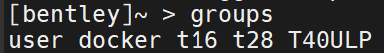 [bentley]~ > groups
user docker t16 t28 T40ULP